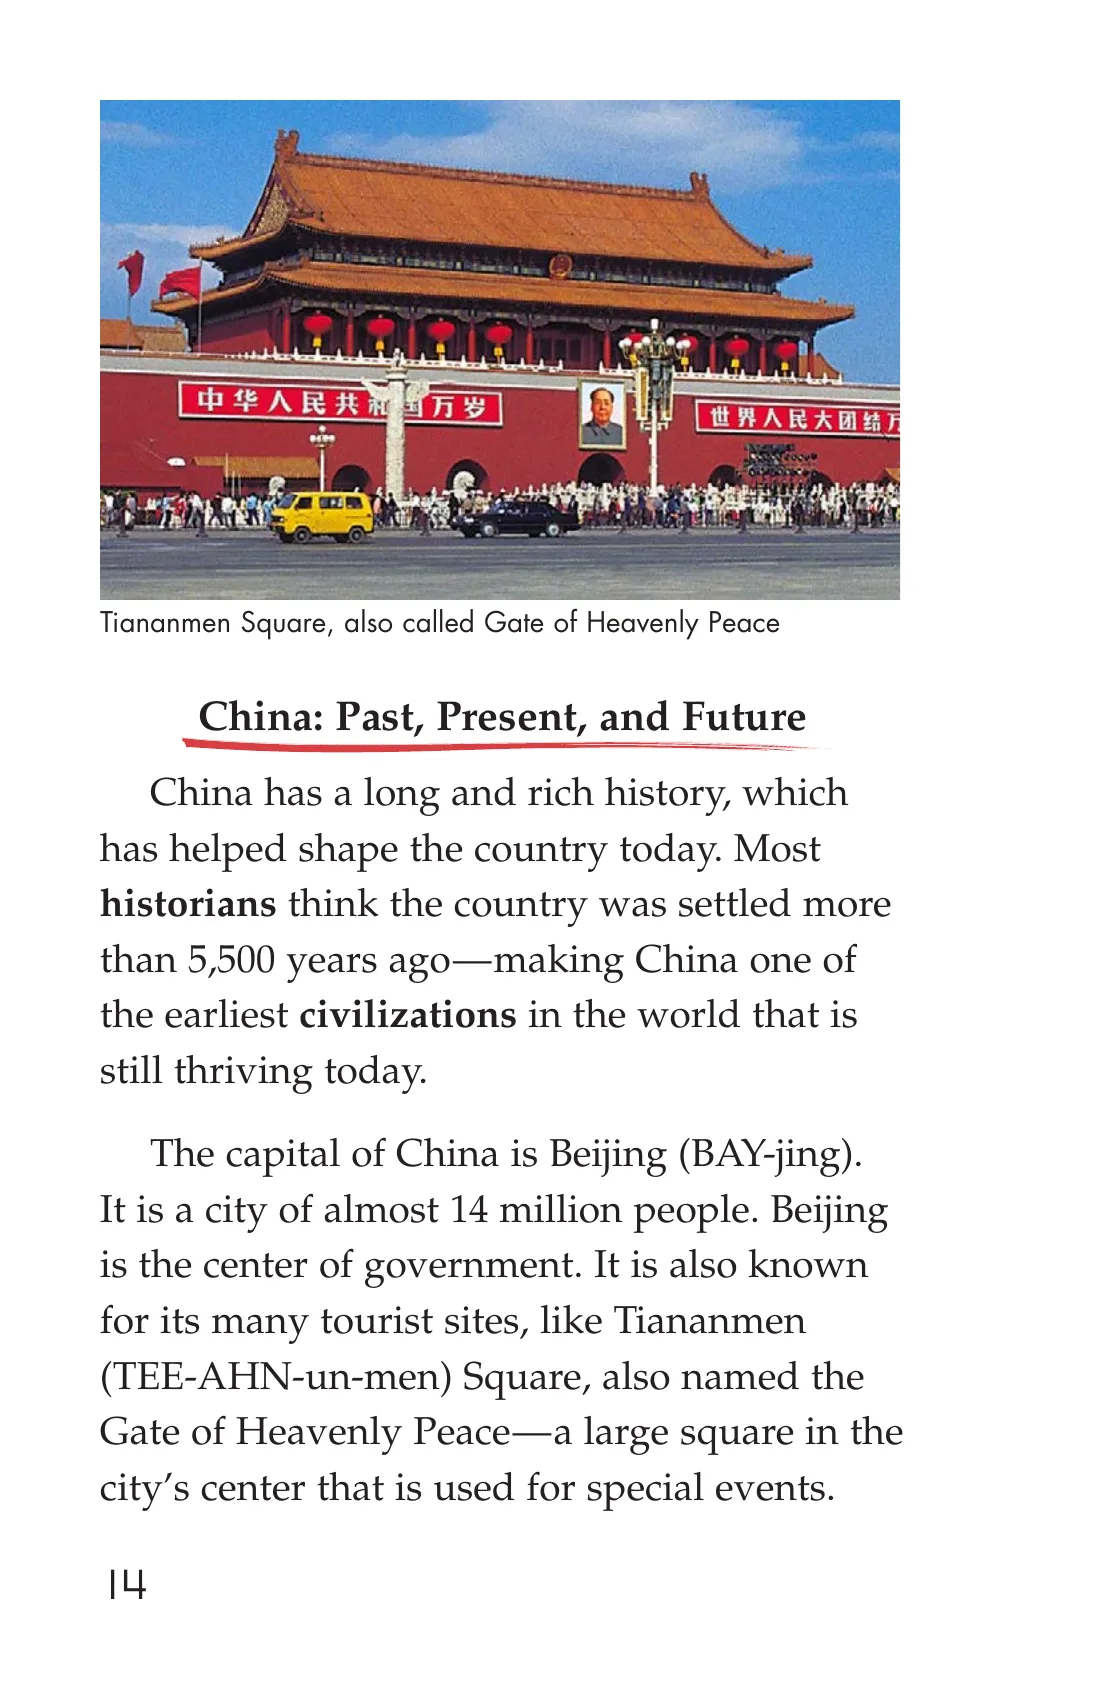 中华人民共和国万岁
世界人民大团结万
Tiananmen Square, also called Gate of Heavenly Peace
China: Past, Present, and Future
China has a long and rich history, which
has helped shape the country today. Most
historians think the country was settled more
than 5,500 years ago—making China one of
the earliest civilizations in the world that is
still thriving today.
The capital of China is Beijing (BAY-jing).
It is a city of almost 14 million people. Beijing
is the center of government. It is also known
for its many tourist sites, like Tiananmen
(TEE-AHN-un-men) Square, also named the
Gate of Heavenly Peace—a large square in the
city’s center that is used for special events.
14